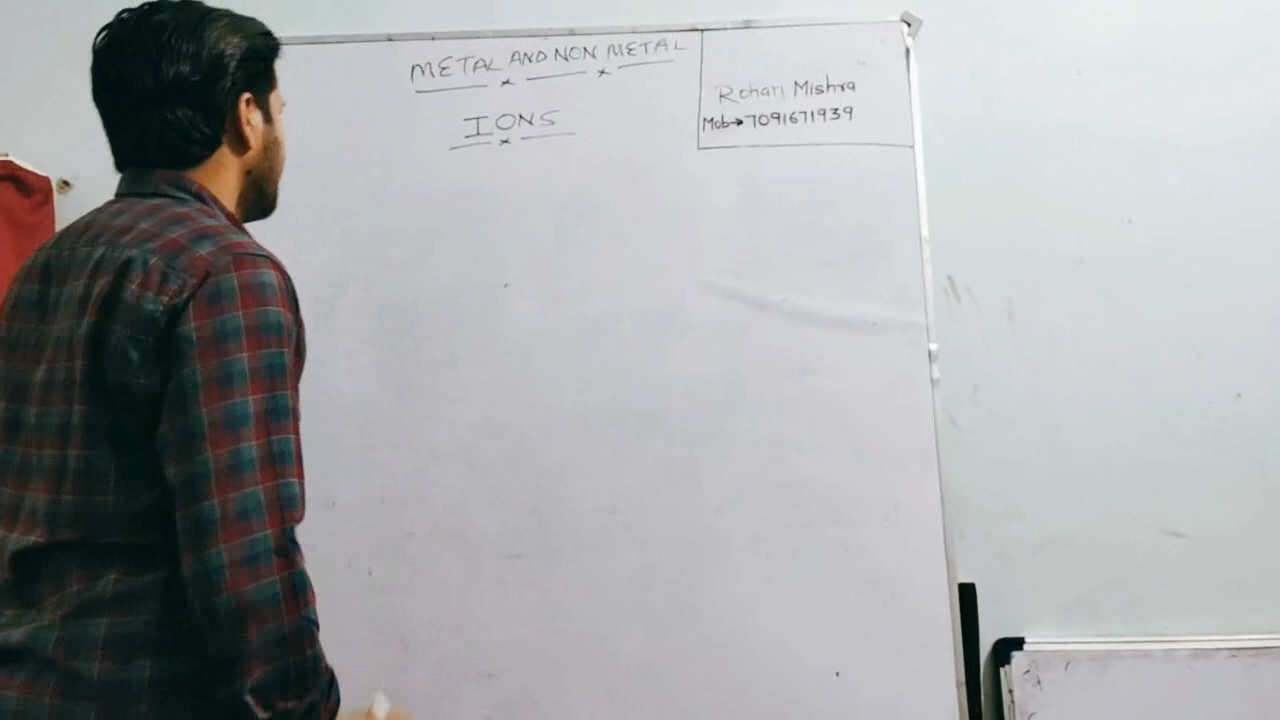 METAL AND NON METAL
IONS
Rohan Mishra
Mob→7091671939